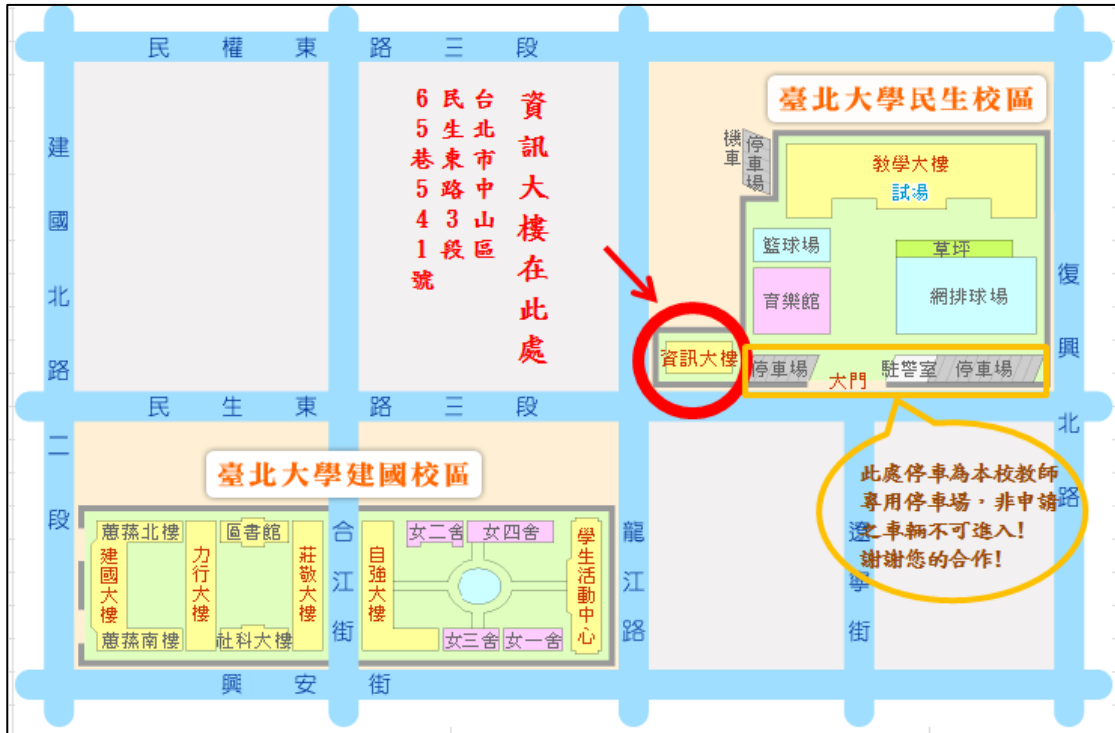 民權東路三段
建國北路二段
資訊大樓在此處
台北市中山區
民生東路3段
65巷541號
臺北大學民生校區
機車
停車場
教學大樓
試場
籃球場
草坪
育樂館
網排球場
復興北路
資訊大樓
停車場
大門
駐警室
停車場
民生東路三段
此處停車為本枚教師
專用停車場，非申請
之車輛不可進入!
謝謝您的合作!
臺北大學建國校區
蕙蓀北樓
區書館
建國大樓
力行大樓
莊敬大樓
蕙蓀南樓
社科大樓
合江街
自強大樓
女二舍
女四舍
學生活動中心
女三舍
女一舍
龍江路
遼寧街
興安街